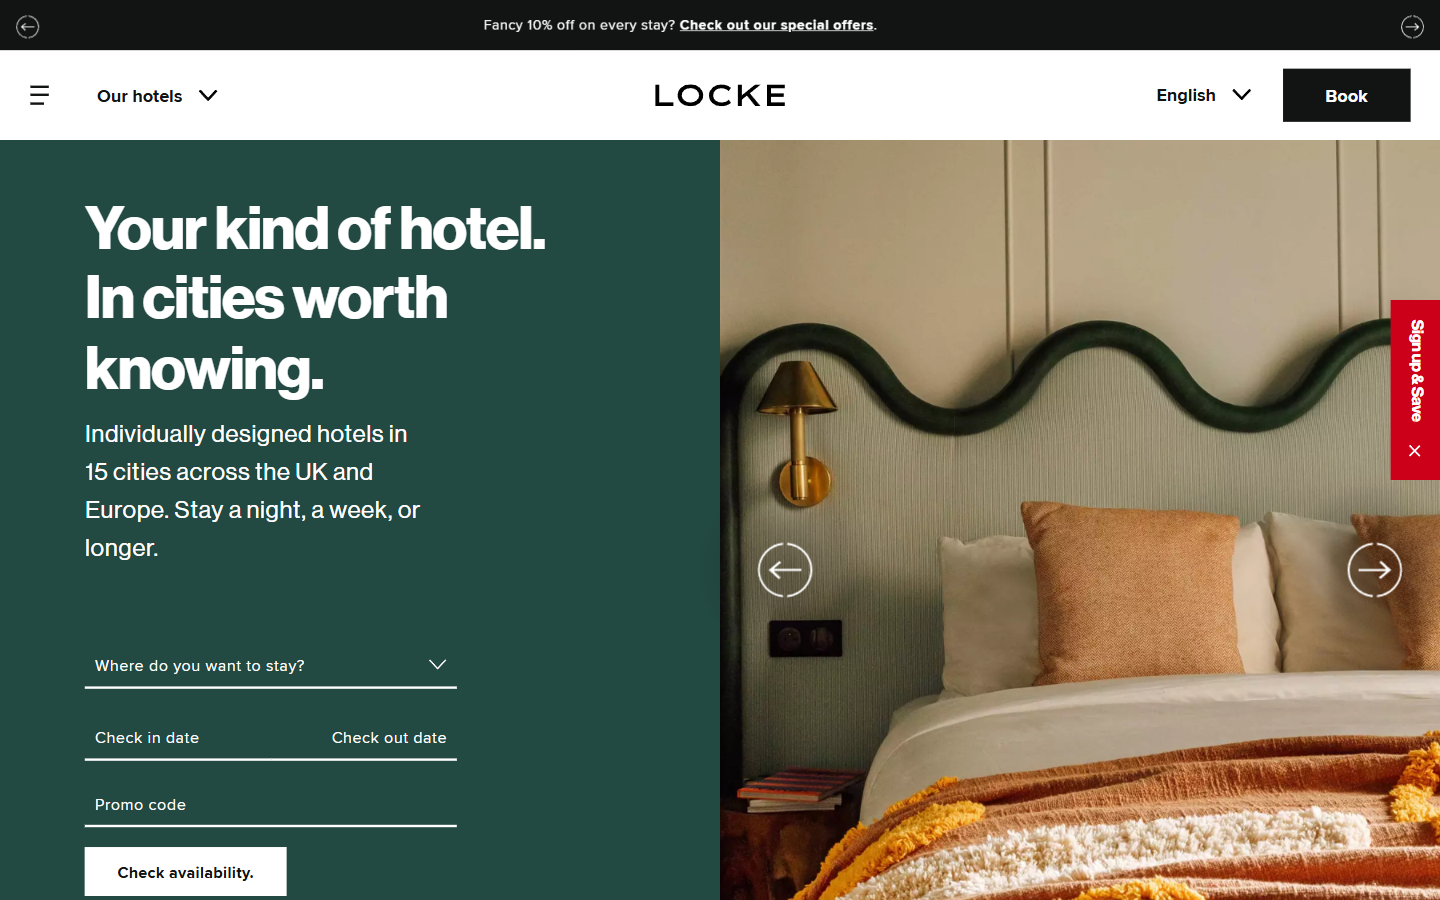 Fancy 10% off on every stay? Check out our special offers.
Our hotels
LOCKE
English
Book
Your kind of hotel.
In cities worth
knowing.
Individually designed hotels in
15 cities across the UK and
Europe. Stay a night, a week, or
longer.
Sign up & Save
Where do you want to stay?
Check in date
Check out date
Promo code
Check availability.